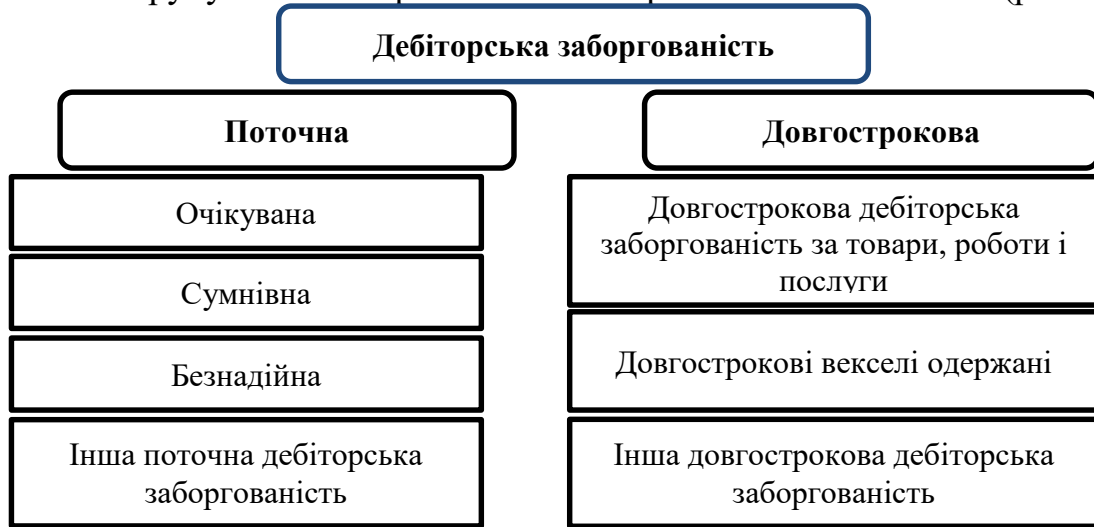 Дебіторська заборгованість
Поточна
Довгострокова
Очікувана
Сумнівна
Безнадійна
Інша поточна дебіторська
заборгованість
Довгострокова дебіторська
заборгованість за товари, роботи і
послуги
Довгострокові векселі одержані
Інша довгострокова дебіторська
заборгованість